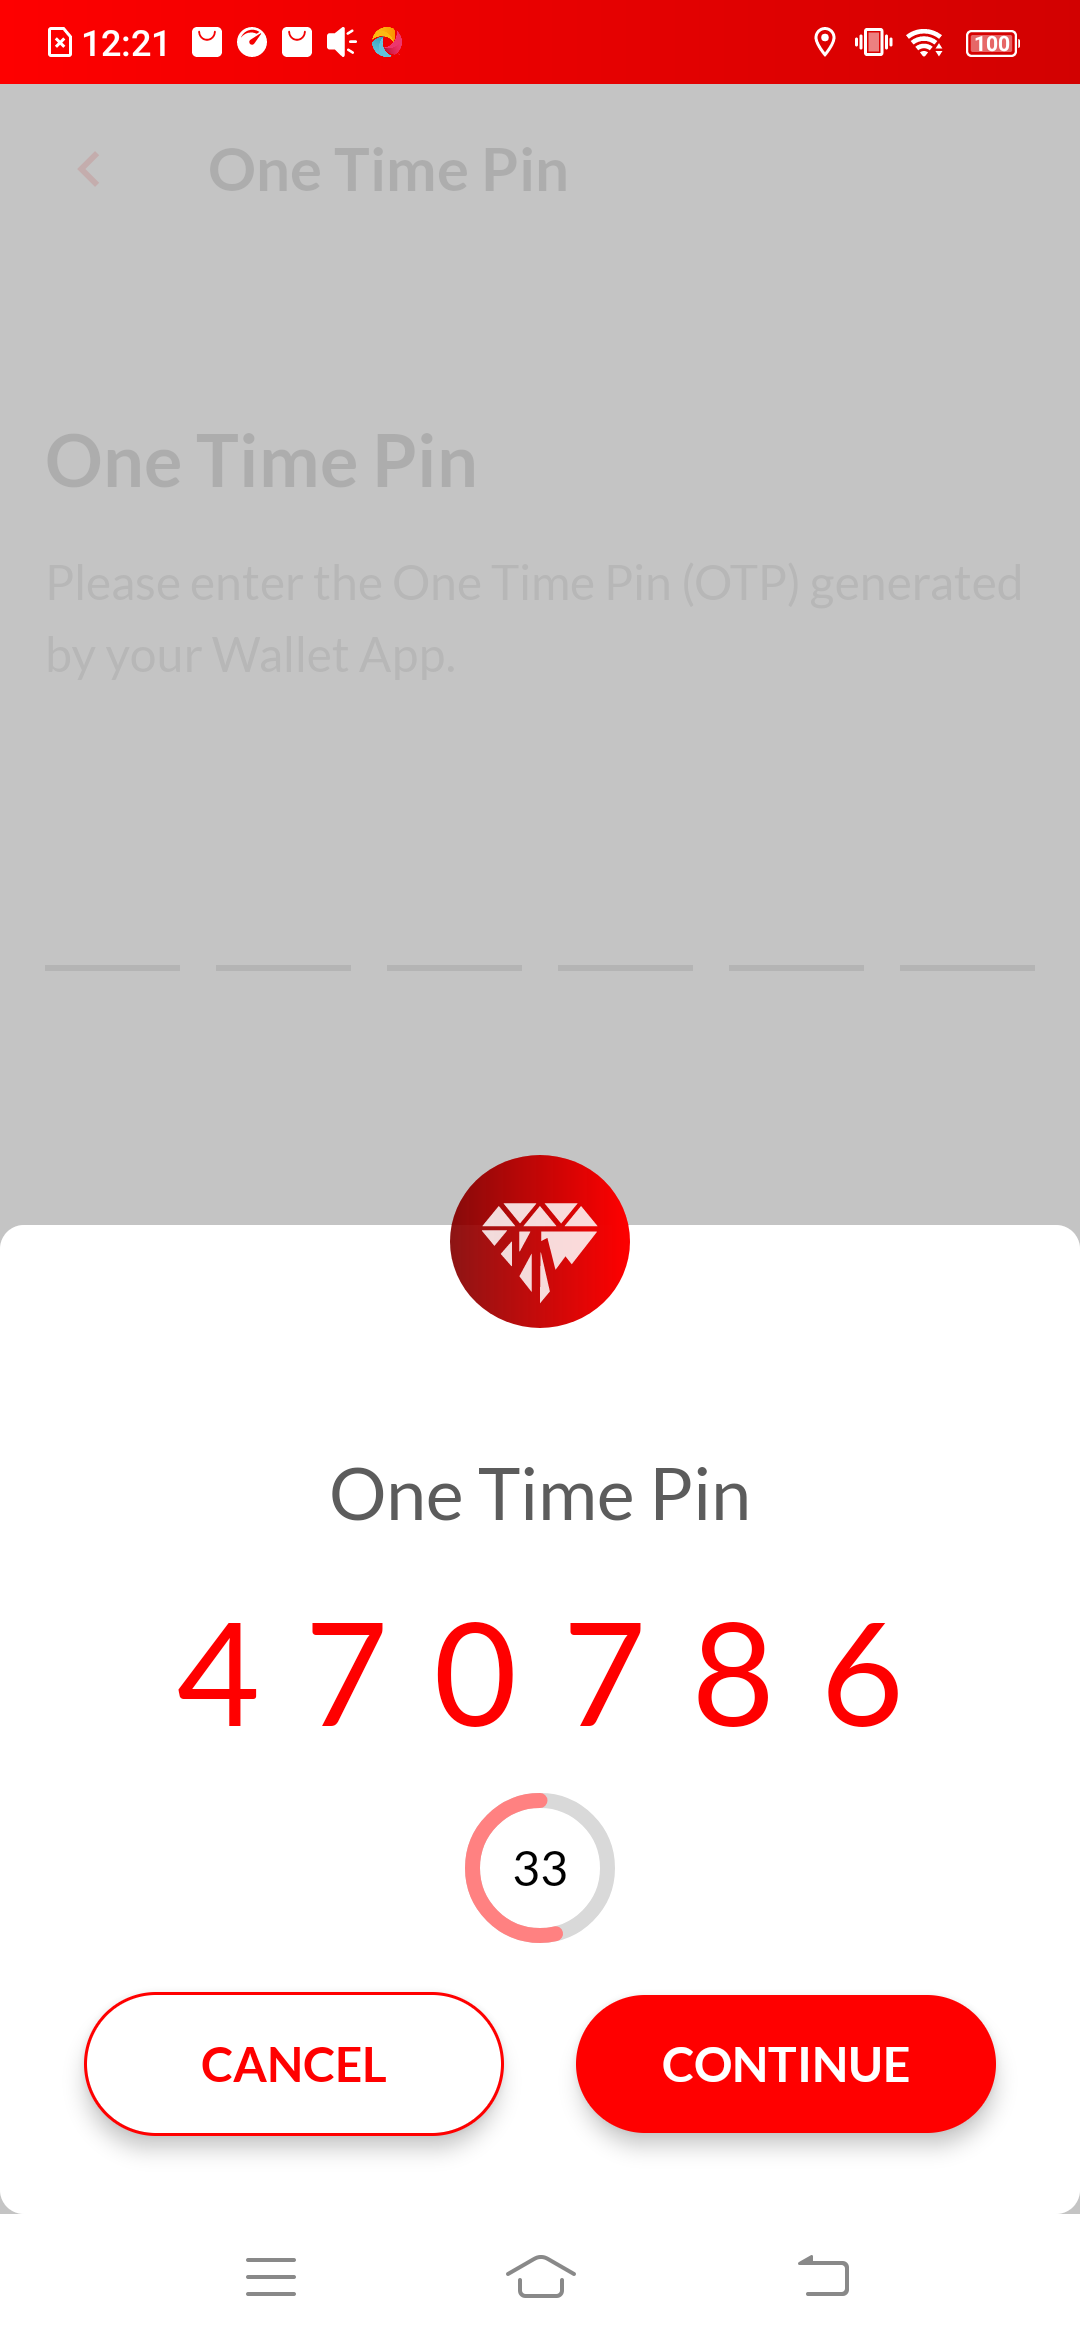 12:21
100
One Time Pin
One Time Pin
Please enter the One Time Pin (OTP) generated
by your Wallet App.
One Time Pin
4 7 0 7 8 6
33
CANCEL
CONTINUE